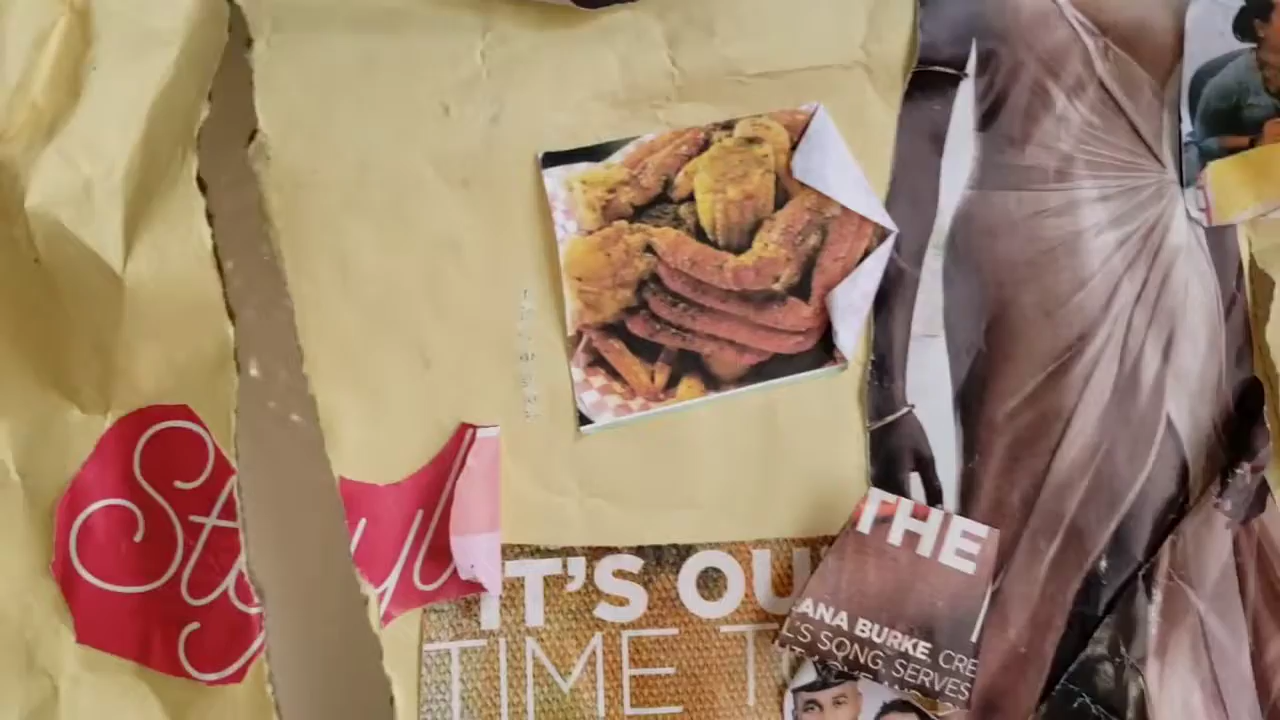 Styl
IT'S OU
TIME T
THE
ANA BURKE, CRE
L'S SONG, SERVES